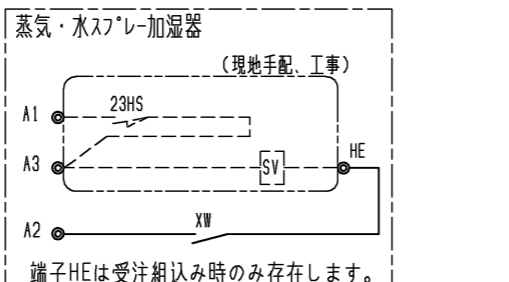 蒸気・水ｽﾌﾟﾚｰ加湿器
(現地手配、工事)
A1
23HS
A3
SV
HE
A2
XW
端子HEは受注組込み時のみ存在します。